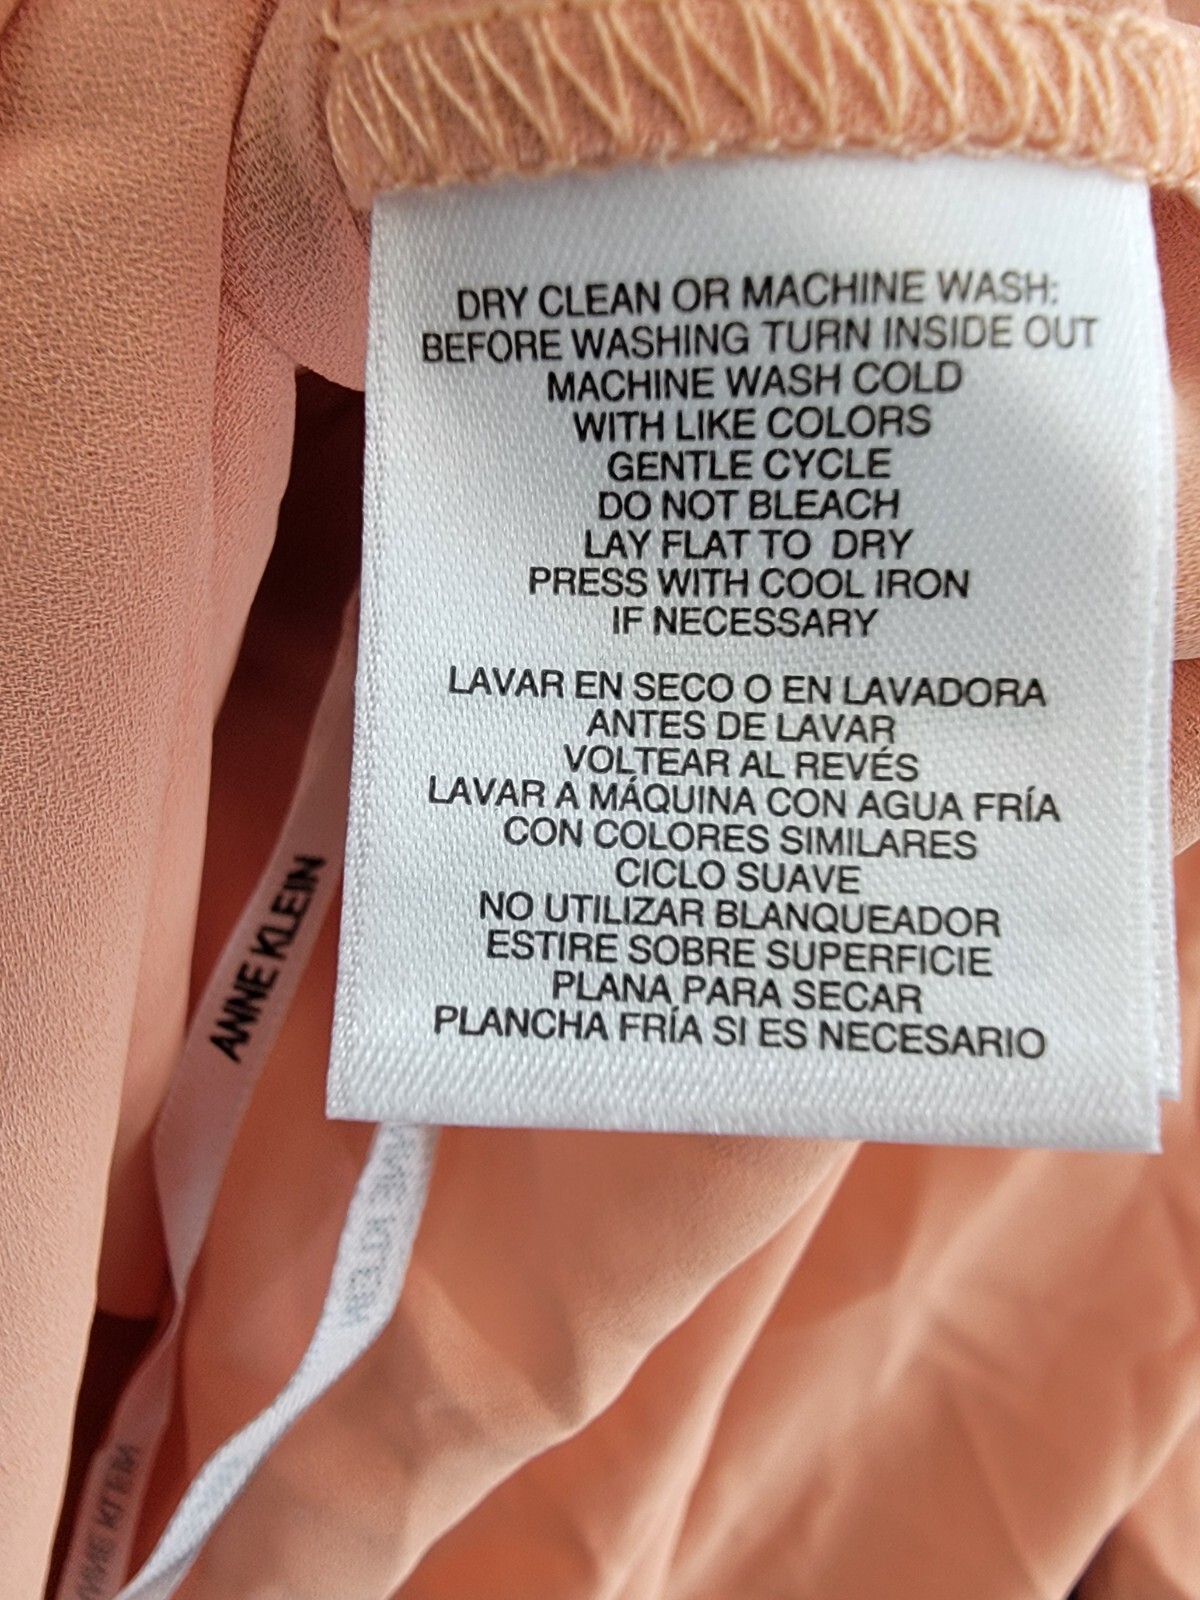 DRY CLEAN OR MACHINE WASH:
BEFORE WASHING TURN INSIDE OUT
MACHINE WASH COLD
WITH LIKE COLORS
GENTLE CYCLE
DO NOT BLEACH
LAY FLAT TO DRY
PRESS WITH COOL IRON
IF NECESSARY
LAVAR EN SECO O EN LAVADORA
ANTES DE LAVAR
VOLTEAR AL REVÉS
LAVAR A MÁQUINA CON AGUA FRÍA
CON COLORES SIMILARES
CICLO SUAVE
NO UTILIZAR BLANQUEADOR
ESTIRE SOBRE SUPERFICIE
PLANA PARA SECAR
PLANCHA FRÍA SI ES NECESARIO
ANNE KLEIN